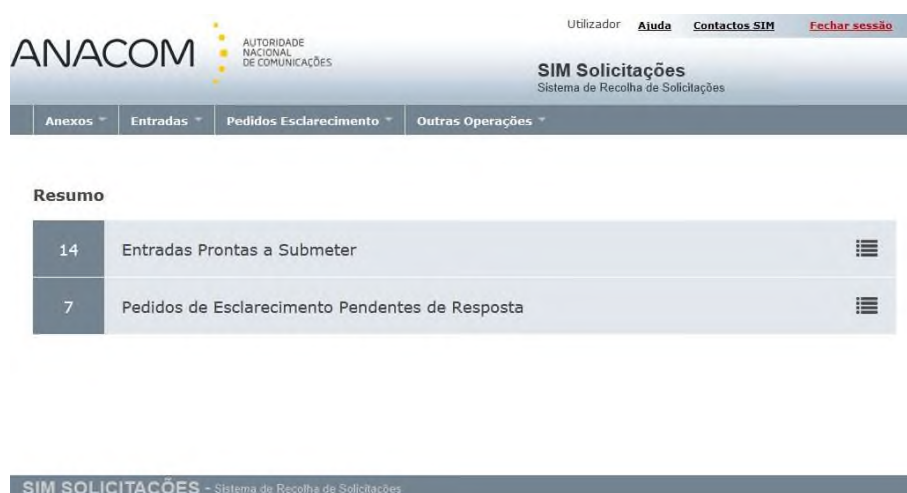 Utilizador Ajuda Contactos SIM Fechar sessão
ANACOM
AUTORIDADE
NACIONAL
DE COMUNICAÇÕES
SIM Solicitações
Sistema de Recolha de Solicitações
Anexos Entradas Pedidos Esclarecimento Outras Operações
Resumo
14 Entradas Prontas a Submeter
7 Pedidos de Esclarecimento Pendentes de Resposta
SIM SOLICITAÇÕES - Sistema de Recolha de Solicitações